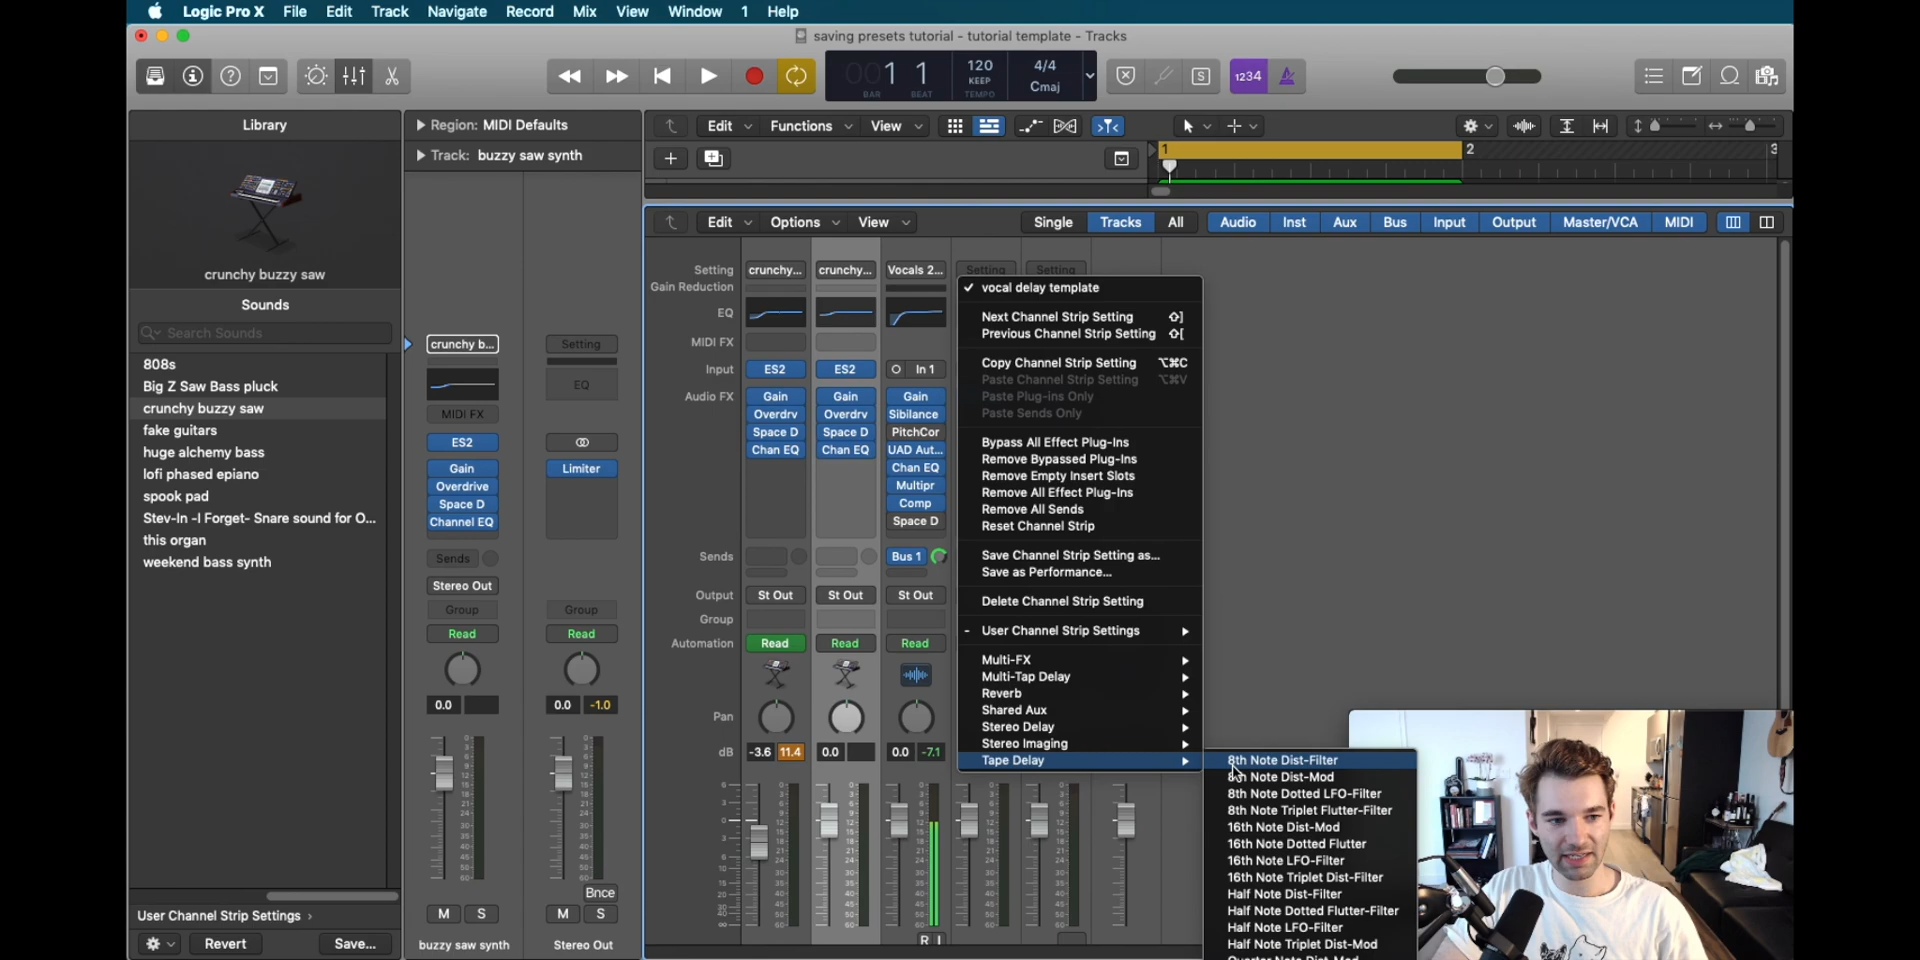 Logic Pro X File Edit Track Navigate Record Mix View Window 1 Help
saving presets tutorial - tutorial template - Tracks
1 1 120 4/4
KEEP Cmaj
BAR BEAT TEMPO
S
1234
Library
Region: MIDI Defaults
Track: buzzy saw synth
Edit Functions View
1 2 3
crunchy buzzy saw
Sounds
Search Sounds
808s
Big Z Saw Bass pluck
crunchy buzzy saw
fake guitars
huge alchemy bass
lofi phased epiano
spook pad
Stev-In -I Forget- Snare sound for O...
this organ
weekend bass synth
User Channel Strip Settings
Revert Save...
crunchy b...
MIDI FX
ES2
Gain
Overdrive
Space D
Channel EQ
Sends
Stereo Out
Group
Read
0.0
M S
buzzy saw synth
Setting
EQ
Limiter
Group
Read
0.0 -1.0
Bnce
M S
Stereo Out
Edit Options View
Single Tracks All
Audio Inst Aux Bus Input Output Master/VCA MIDI
Setting crunchy... crunchy... Vocals 2... Setting Setting
Gain Reduction
EQ
MIDI FX
Input ES2 ES2 In 1
Audio FX Gain Gain Gain
Overdrv Overdrv Sibilance
Space D Space D PitchCor
Chan EQ Chan EQ UAD Aut...
Chan EQ
Multipr
Comp
Space D
Sends Bus 1
Output St Out St Out St Out
Group
Automation Read Read Read
Pan
dB -3.6 11.4 0.0 0.0 -7.1
R I
vocal delay template
Next Channel Strip Setting ⇧]
Previous Channel Strip Setting ⇧[
Copy Channel Strip Setting ⌥⌘C
Paste Channel Strip Setting ⌥⌘V
Paste Plug-ins Only
Paste Sends Only
Bypass All Effect Plug-Ins
Remove Bypassed Plug-Ins
Remove Empty Insert Slots
Remove All Effect Plug-Ins
Remove All Sends
Reset Channel Strip
Save Channel Strip Setting as...
Save as Performance...
Delete Channel Strip Setting
User Channel Strip Settings
Multi-FX
Multi-Tap Delay
Reverb
Shared Aux
Stereo Delay
Stereo Imaging
Tape Delay
8th Note Dist-Filter
8th Note Dist-Mod
8th Note Dotted LFO-Filter
8th Note Triplet Flutter-Filter
16th Note Dist-Mod
16th Note Dotted Flutter
16th Note LFO-Filter
16th Note Triplet Dist-Filter
Half Note Dist-Filter
Half Note Dotted Flutter-Filter
Half Note LFO-Filter
Half Note Triplet Dist-Mod